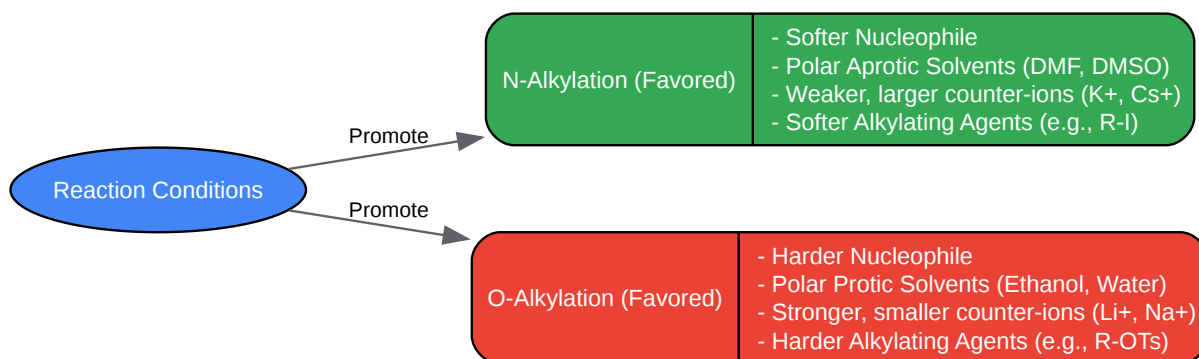 N-Alkylation (Favored)
- Softer Nucleophile
- Polar Aprotic Solvents (DMF, DMSO)
- Weaker, larger counter-ions (K+, Cs+)
- Softer Alkylating Agents (e.g., R-I)
Promote
Reaction Conditions
Promote
O-Alkylation (Favored)
- Harder Nucleophile
- Polar Protic Solvents (Ethanol, Water)
- Stronger, smaller counter-ions (Li+, Na+)
- Harder Alkylating Agents (e.g., R-OTs)